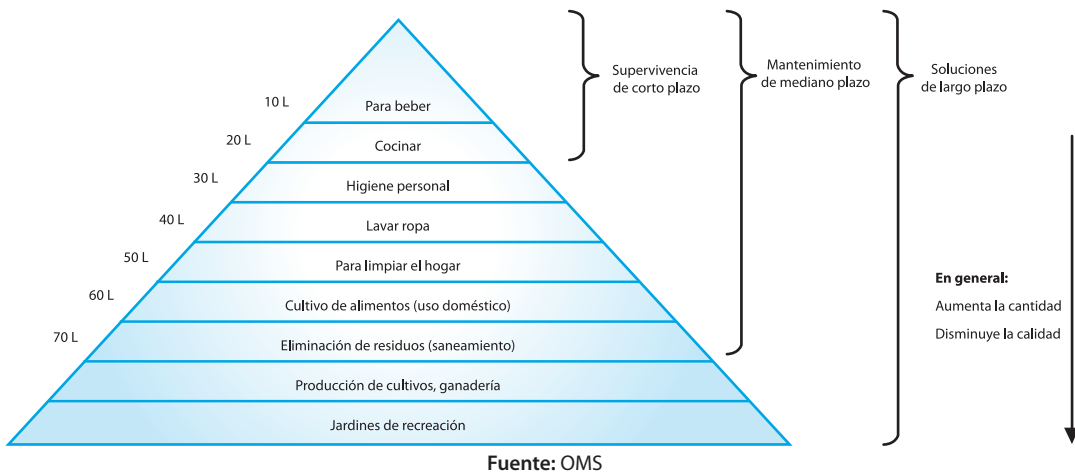 10 L
Para beber
20 L
Cocinar
30 L
Higiene personal
40 L
Lavar ropa
50 L
Para limpiar el hogar
60 L
Cultivo de alimentos (uso doméstico)
70 L
Eliminación de residuos (saneamiento)
Producción de cultivos, ganadería
Jardines de recreación
Supervivencia
de corto plazo
Mantenimiento
de mediano plazo
Soluciones
de largo plazo
En general:
Aumenta la cantidad
Disminuye la calidad
Fuente: OMS